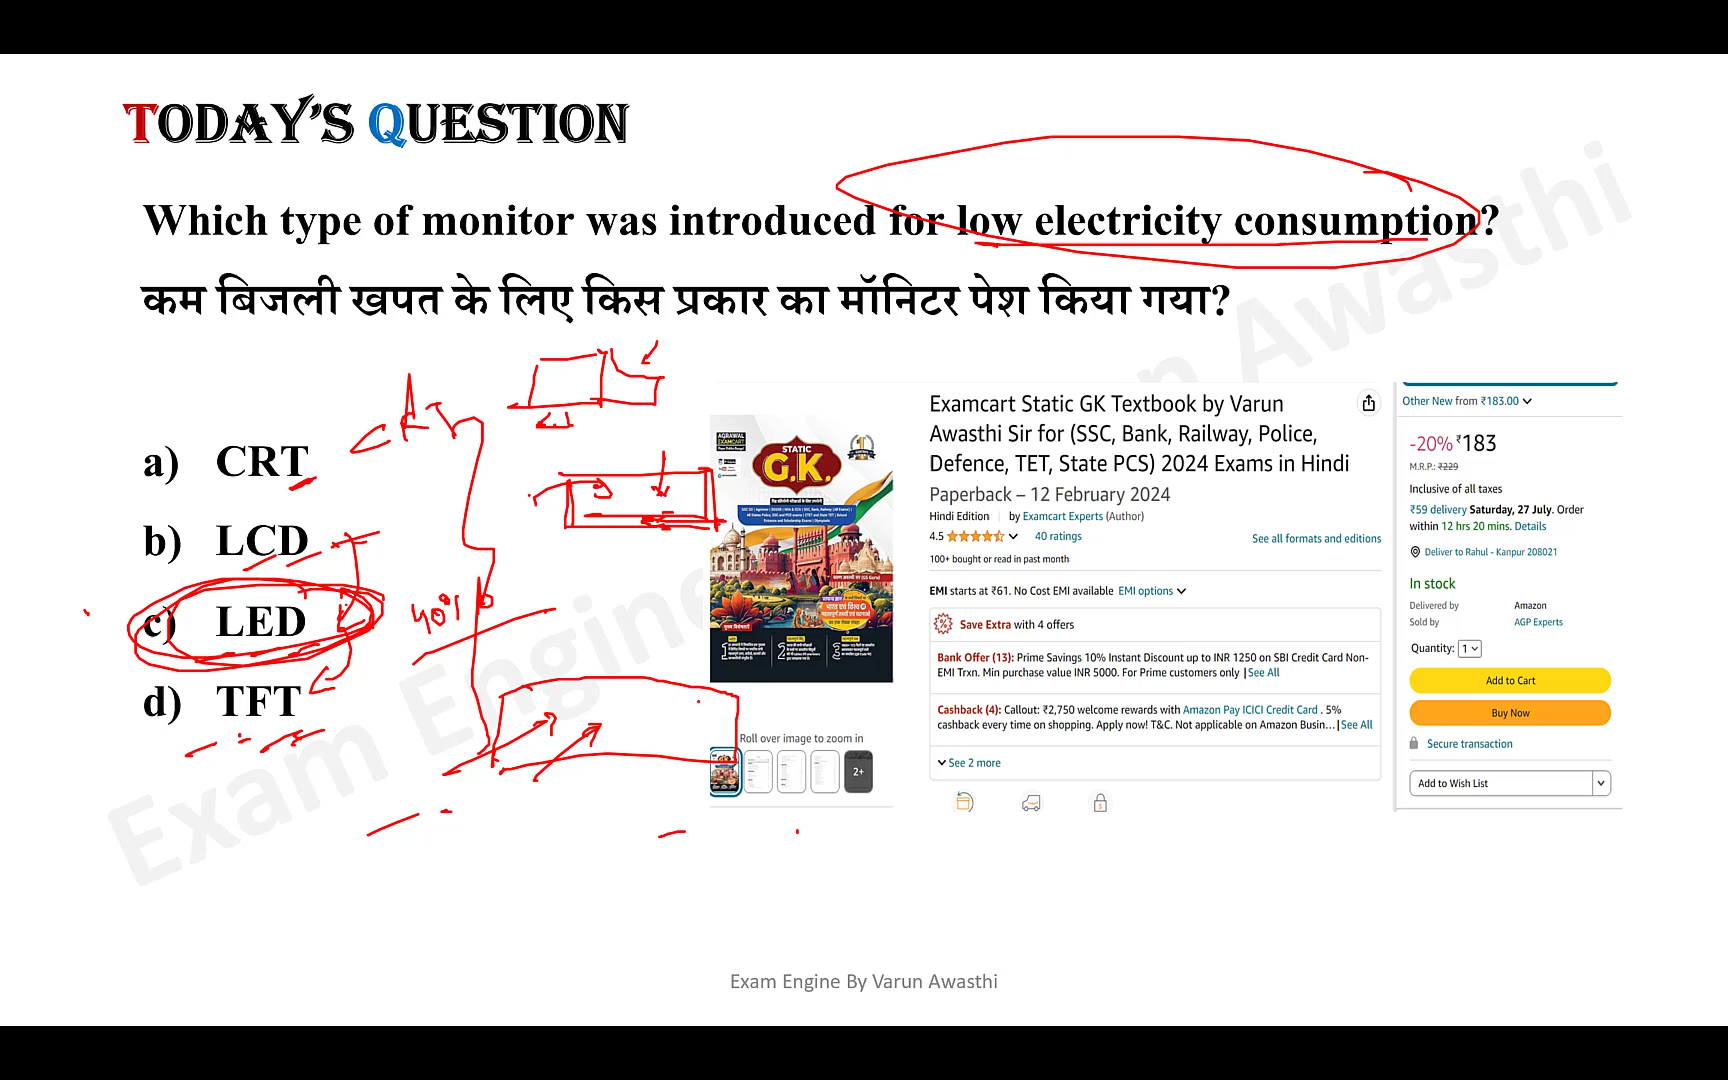 TODAY'S QUESTION
Which type of monitor was introduced for low electricity consumption?
कम बिजली खपत के लिए किस प्रकार का मॉनिटर पेश किया गया?
a) CRT
b) LCD
c) LED
d) TFT
40%
AGRAWAL
EXAMCART
STATIC
G.K.
Roll over image to zoom in
2+
Examcart Static GK Textbook by Varun
Awasthi Sir for (SSC, Bank, Railway, Police,
Defence, TET, State PCS) 2024 Exams in Hindi
Paperback – 12 February 2024
Hindi Edition by Examcart Experts (Author)
4.5 40 ratings
See all formats and editions
100+ bought or read in past month
EMI starts at ₹61. No Cost EMI available EMI options
Save Extra with 4 offers
Bank Offer (13): Prime Savings 10% Instant Discount up to INR 1250 on SBI Credit Card Non-
EMI Trxn. Min purchase value INR 5000. For Prime customers only | See All
Cashback (4): Callout: ₹2,750 welcome rewards with Amazon Pay ICICI Credit Card . 5%
cashback every time on shopping. Apply now! T&C. Not applicable on Amazon Busin... | See All
See 2 more
Other New from ₹183.00
-20% ₹183
M.R.P.: ₹229
Inclusive of all taxes
₹59 delivery Saturday, 27 July. Order
within 12 hrs 20 mins. Details
Deliver to Rahul - Kanpur 208021
In stock
Delivered by Amazon
Sold by AGP Experts
Quantity: 1
Add to Cart
Buy Now
Secure transaction
Add to Wish List
Exam Engine By Varun Awasthi